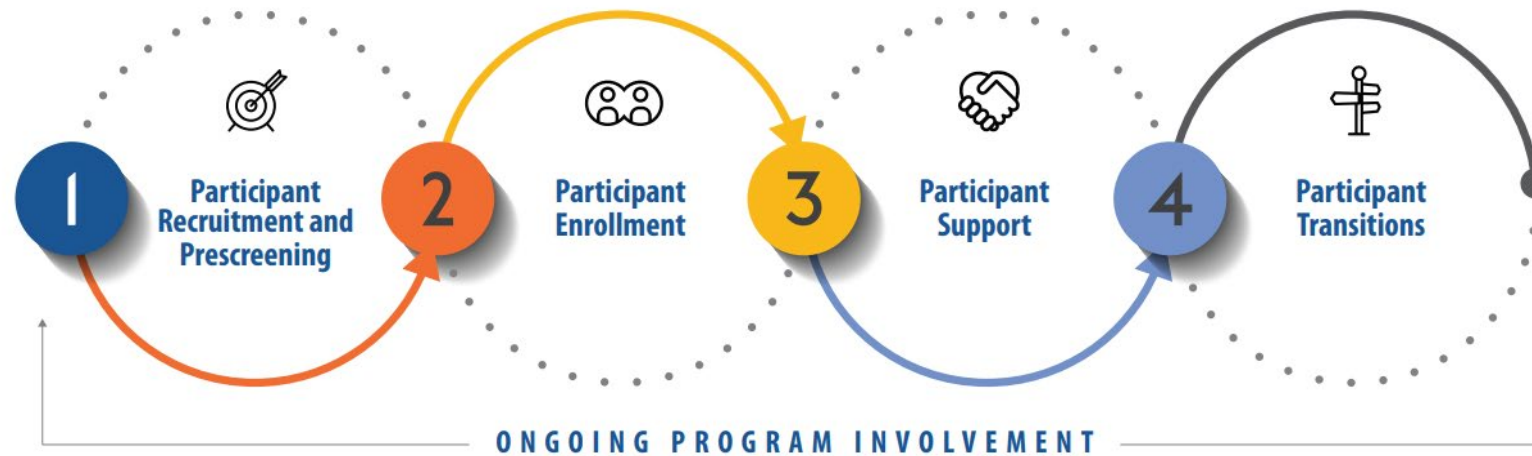 1
Participant
Recruitment and
Prescreening
2
Participant
Enrollment
3
Participant
Support
4
Participant
Transitions
ONGOING PROGRAM INVOLVEMENT